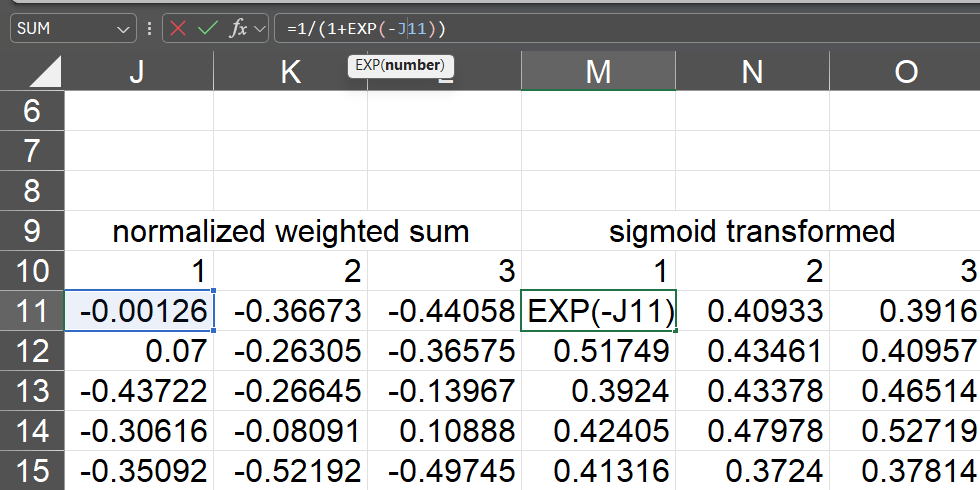 SUM =1/(1+EXP(-J11))
EXP(number)
J K M N O
6
7
8
9 normalized weighted sum sigmoid transformed
10 1 2 3 1 2 3
11 -0.00126 -0.36673 -0.44058 EXP(-J11) 0.40933 0.3916
12 0.07 -0.26305 -0.36575 0.51749 0.43461 0.40957
13 -0.43722 -0.26645 -0.13967 0.3924 0.43378 0.46514
14 -0.30616 -0.08091 0.10888 0.42405 0.47978 0.52719
15 -0.35092 -0.52192 -0.49745 0.41316 0.3724 0.37814